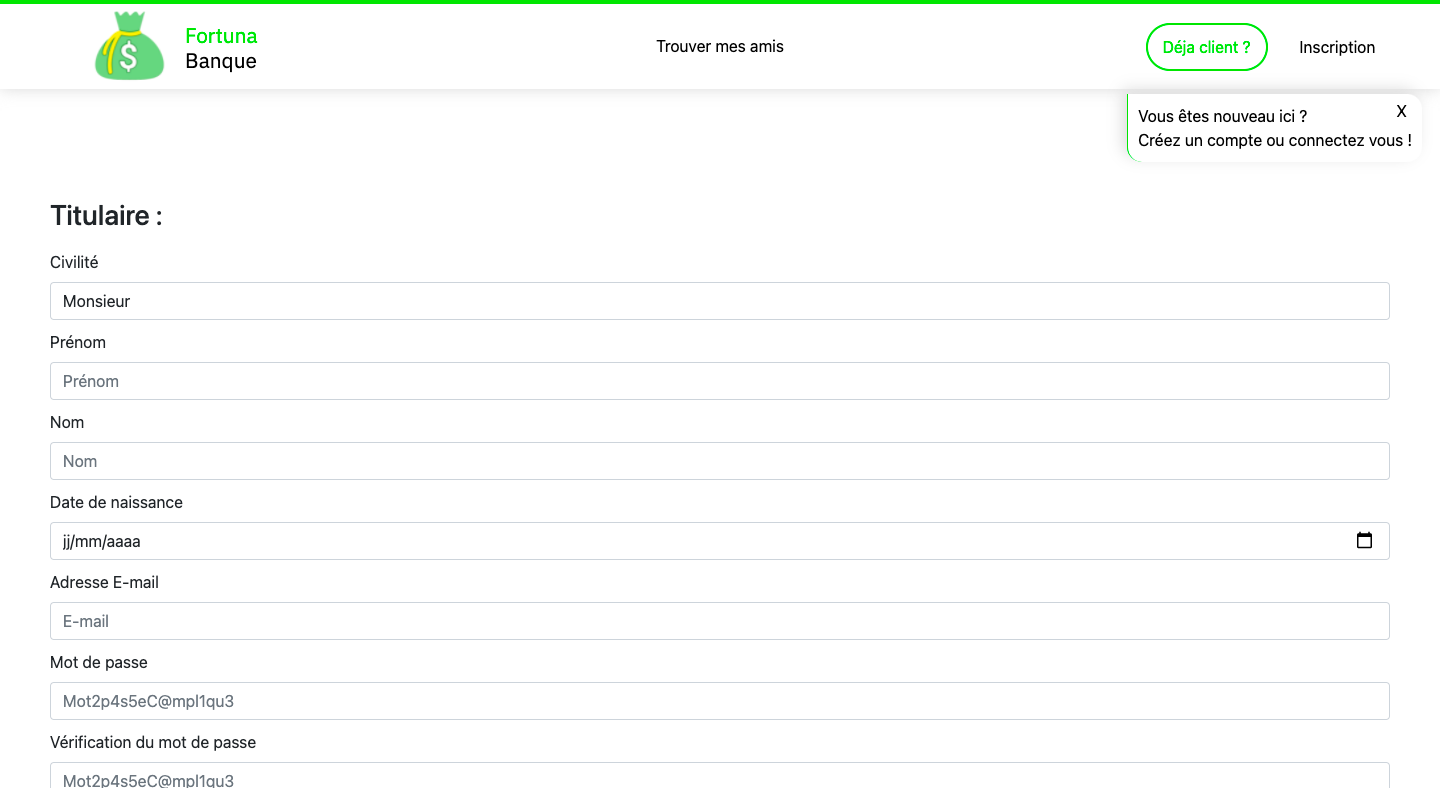 $
Fortuna
Banque
Trouver mes amis
Déja client ?
Inscription
Vous êtes nouveau ici ?
X
Créez un compte ou connectez vous !
Titulaire :
Civilité
Monsieur
Prénom
Prénom
Nom
Nom
Date de naissance
jj/mm/aaaa
Adresse E-mail
E-mail
Mot de passe
Mot2p4s5eC@mpl1qu3
Vérification du mot de passe
Mot2p4s5eC@mpl1qu3